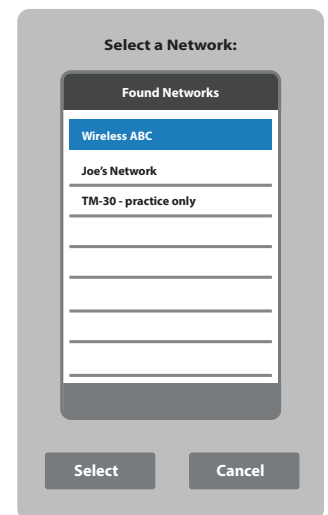 Select a Network:
Found Networks
Wireless ABC
Joe's Network
TM-30 - practice only
Select
Cancel